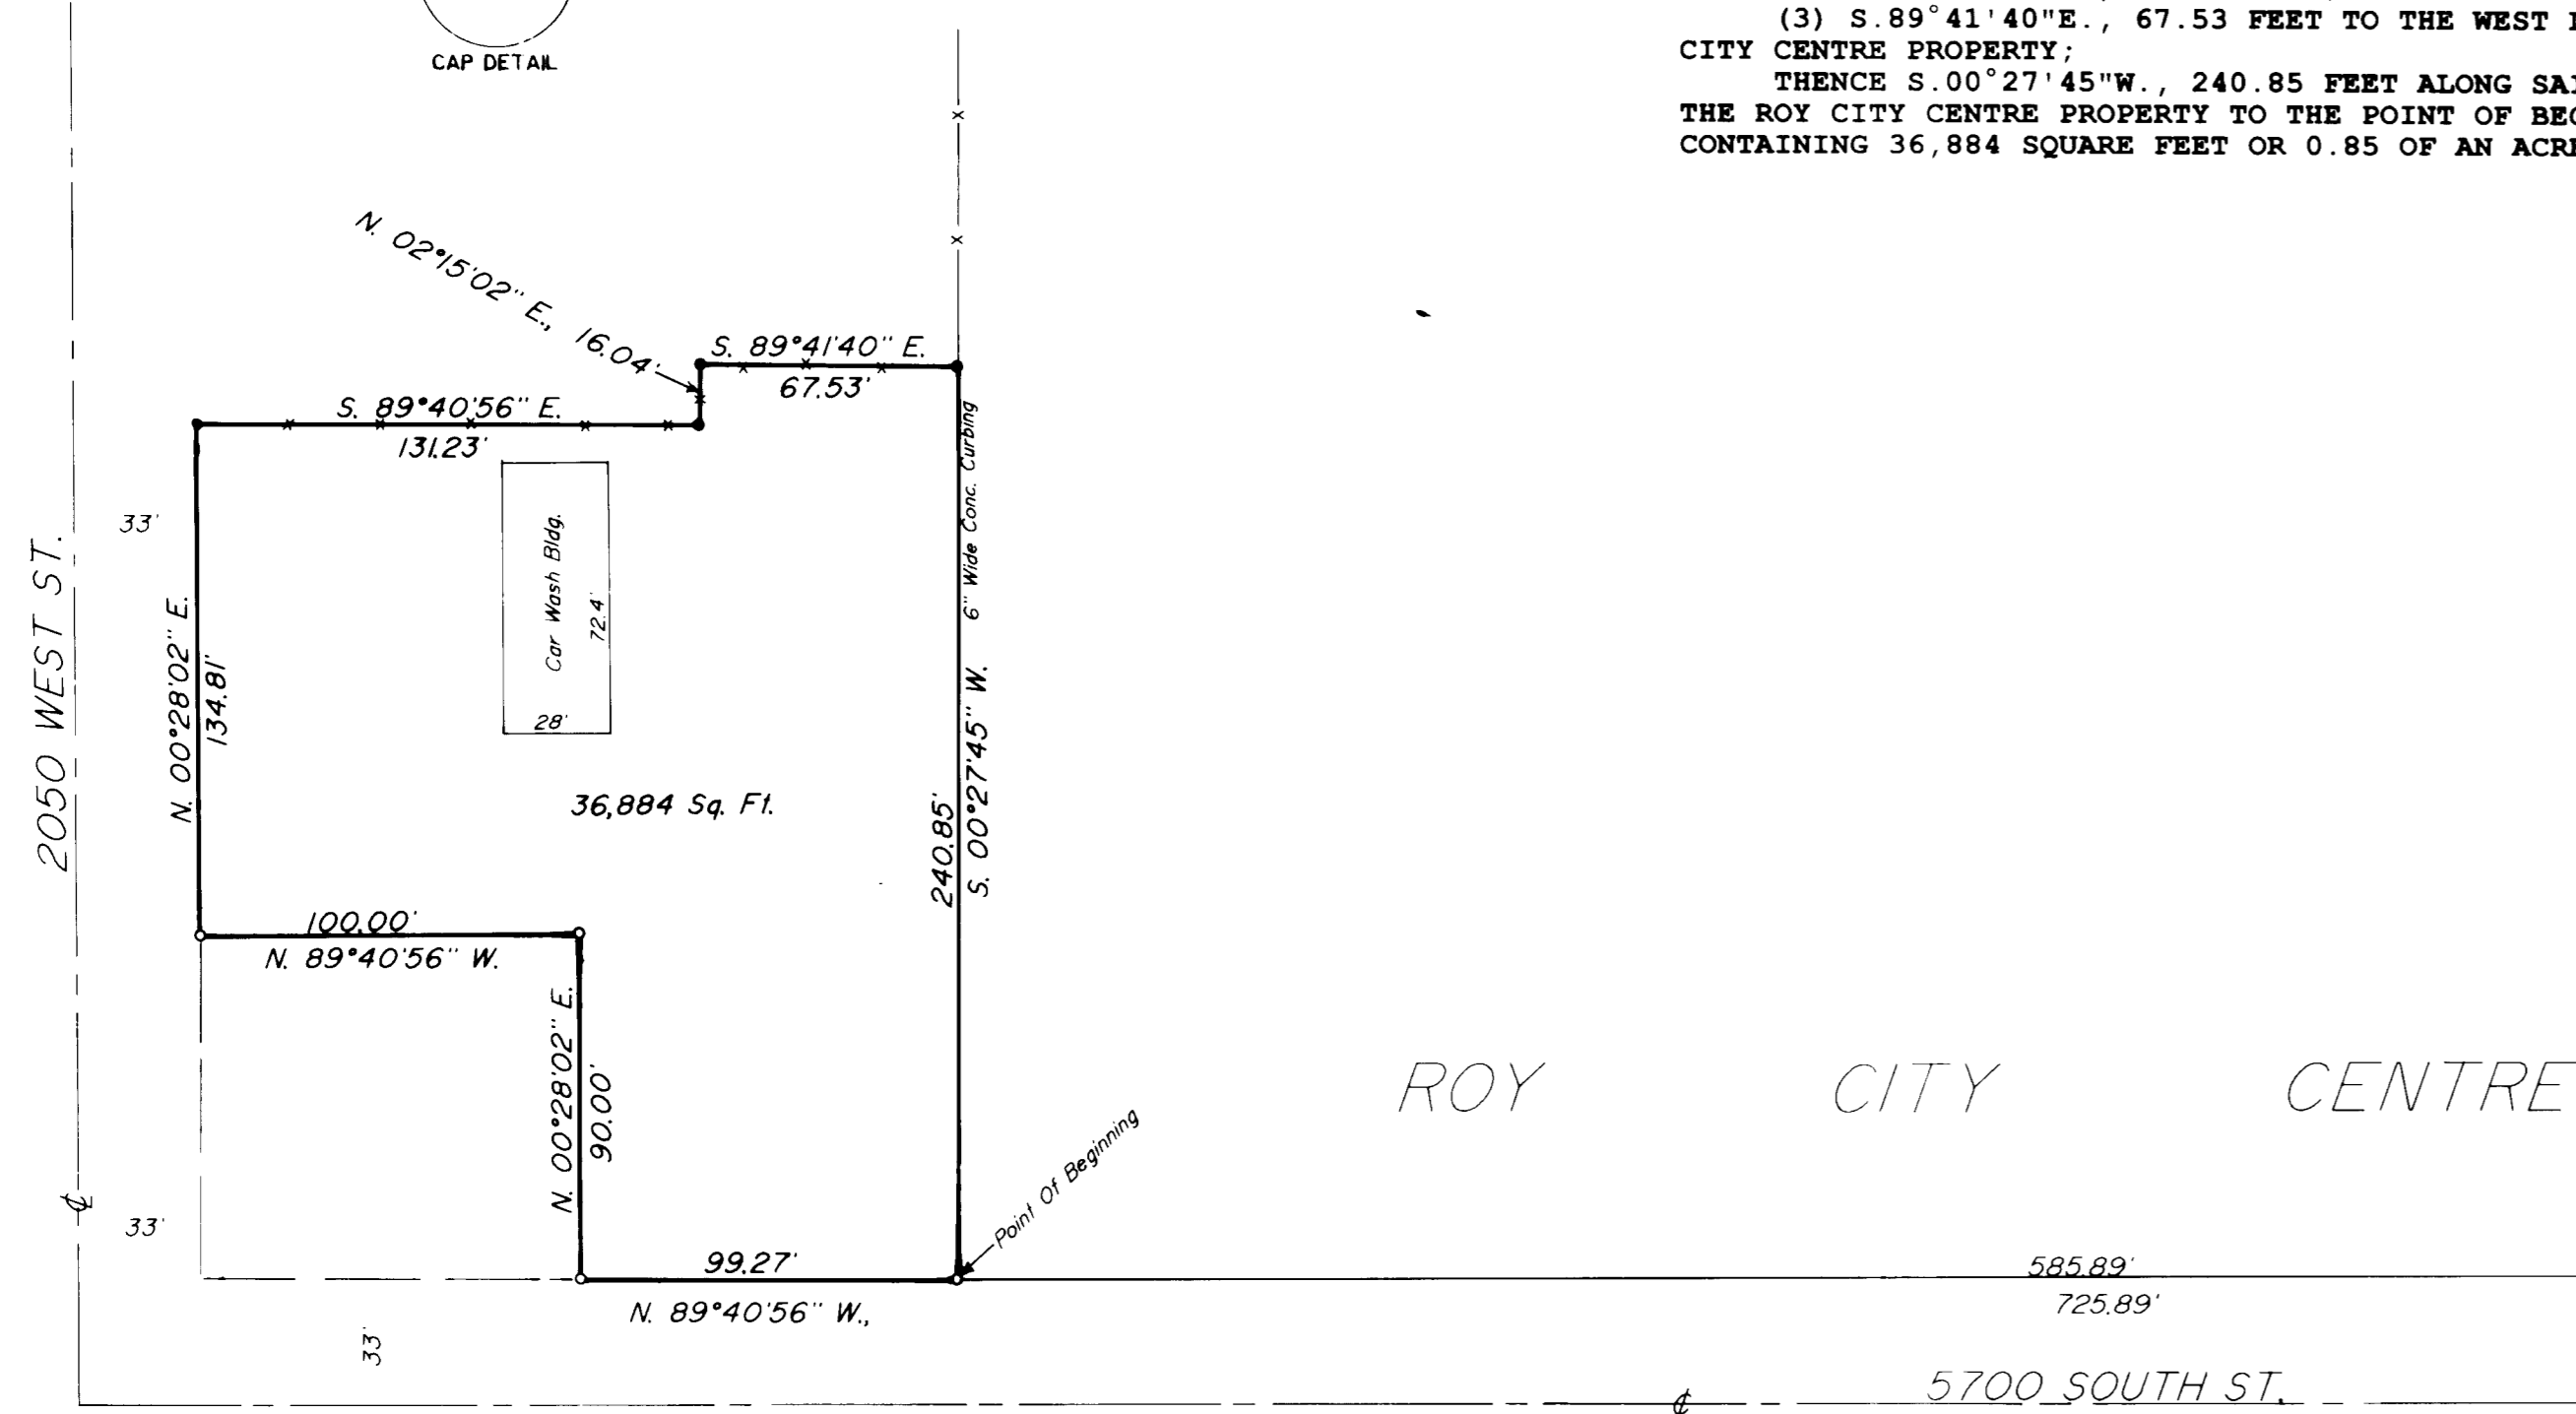 (3) S.89°41'40"E., 67.53 FEET TO THE WEST
CITY CENTRE PROPERTY;
THENCE S.00°27'45"W., 240.85 FEET ALONG
THE ROY CITY CENTRE PROPERTY TO THE POINT OF
CONTAINING 36,884 SQUARE FEET OR 0.85 OF AN
CAP DETAIL
N. 02°15'02" E., 16.04'
S. 89°41'40" E.
67.53'
S. 89°40'56" E.
131.23'
6" Wide Conc. Curbing
33'
Car Wash Bldg.
72.4'
28'
2050 WEST ST.
N. 00°28'02" E.
134.81'
36,884 Sq. Ft.
240.85'
S. 00°27'45" W.
100.00'
N. 89°40'56" W.
N. 00°28'02" E.
90.00'
ROY CITY CENTRE
Point Of Beginning
33'
99.27'
N. 89°40'56" W.,
585.89'
725.89'
33'
5700 SOUTH ST.